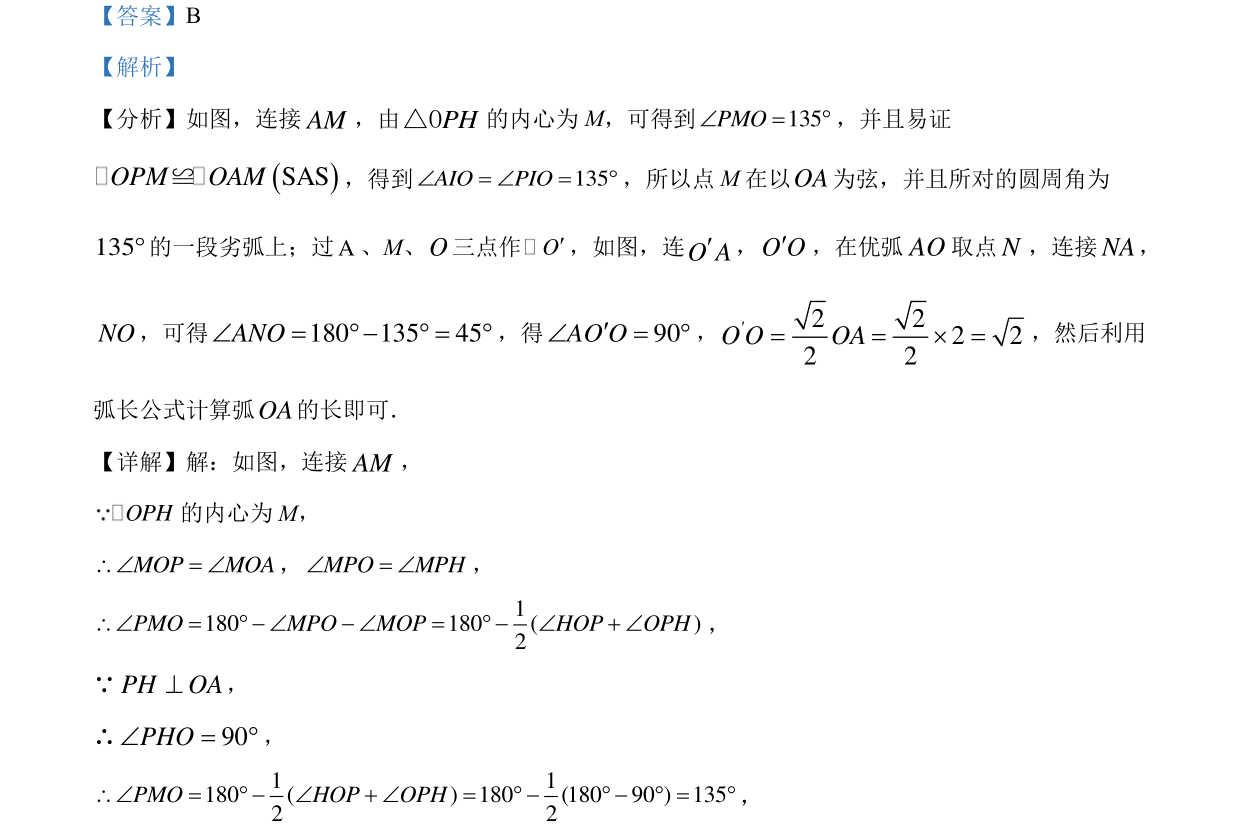 【答案】B
【解析】
【分析】如图，连接AM，由△OPH的内心为M，可得到∠PMO=135°，并且易证
□OPM≌□OAM(SAS)，得到∠AIO=∠PIO=135°，所以点M在以OA为弦，并且所对的圆周角为
135°的一段劣弧上；过A、M、O三点作□O′，如图，连O′A，O′O，在优弧AO取点N，连接NA，
NO，可得∠ANO=180°−135°=45°，得∠AO′O=90°，O′O=\frac{\sqrt{2}}{2}OA=\frac{\sqrt{2}}{2}×2=\sqrt{2}，然后利用
弧长公式计算弧OA的长即可．
【详解】解：如图，连接AM，
∵□OPH的内心为M，
∴∠MOP=∠MOA，∠MPO=∠MPH，
∴∠PMO=180°−∠MPO−∠MOP=180°−\frac{1}{2}(∠HOP+∠OPH)，
∵PH⊥OA，
∴∠PHO=90°，
∴∠PMO=180°−\frac{1}{2}(∠HOP+∠OPH)=180°−\frac{1}{2}(180°−90°)=135°，